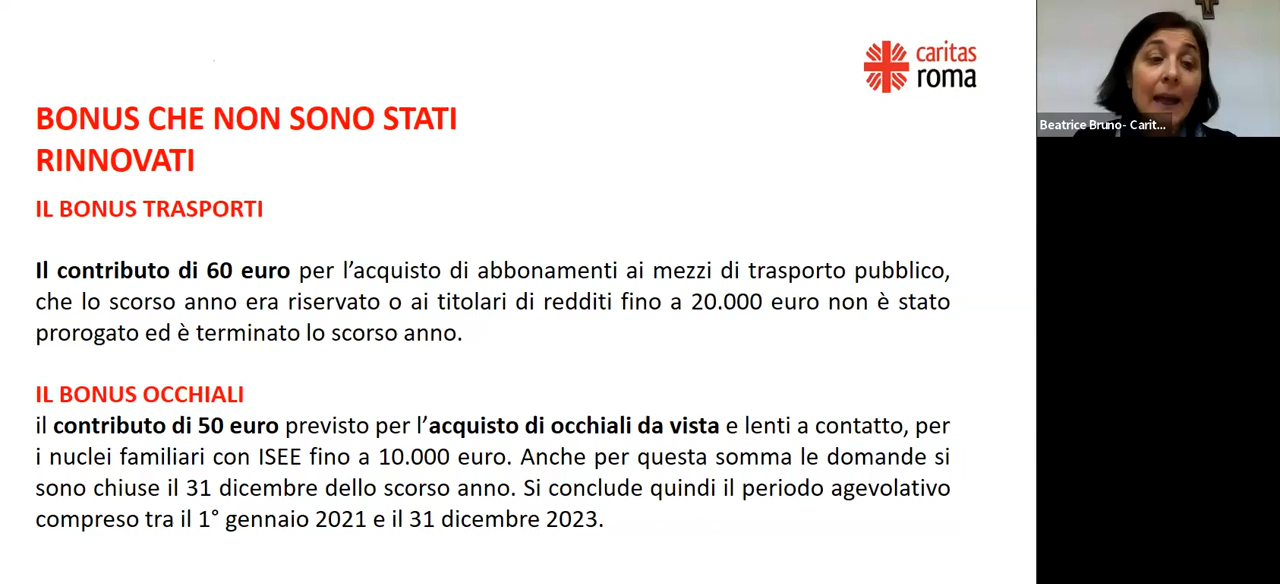 caritas
roma
BONUS CHE NON SONO STATI
RINNOVATI
IL BONUS TRASPORTI
Il contributo di 60 euro per l’acquisto di abbonamenti ai mezzi di trasporto pubblico,
che lo scorso anno era riservato o ai titolari di redditi fino a 20.000 euro non è stato
prorogato ed è terminato lo scorso anno.
IL BONUS OCCHIALI
il contributo di 50 euro previsto per l’acquisto di occhiali da vista e lenti a contatto, per
i nuclei familiari con ISEE fino a 10.000 euro. Anche per questa somma le domande si
sono chiuse il 31 dicembre dello scorso anno. Si conclude quindi il periodo agevolativo
compreso tra il 1° gennaio 2021 e il 31 dicembre 2023.
Beatrice Bruno- Carit...